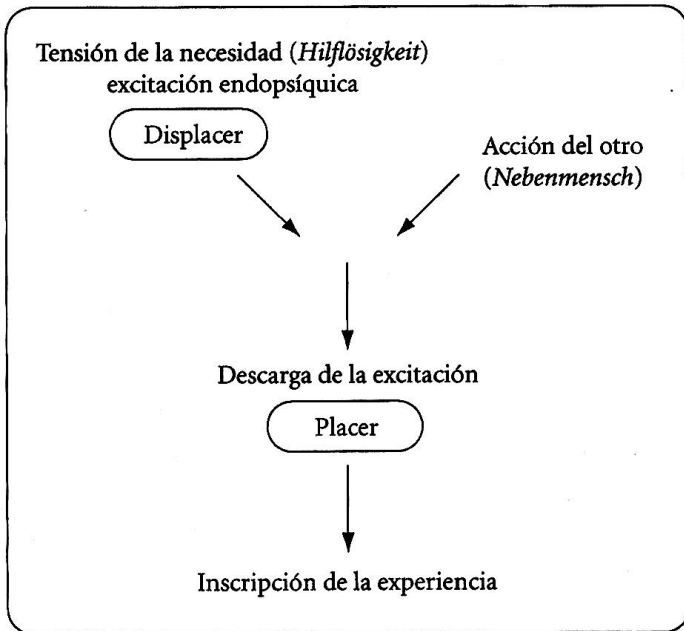 Tensión de la necesidad (Hilflösigkeit)
excitación endopsíquica
Displacer
Acción del otro
(Nebenmensch)
Descarga de la excitación
Placer
Inscripción de la experiencia